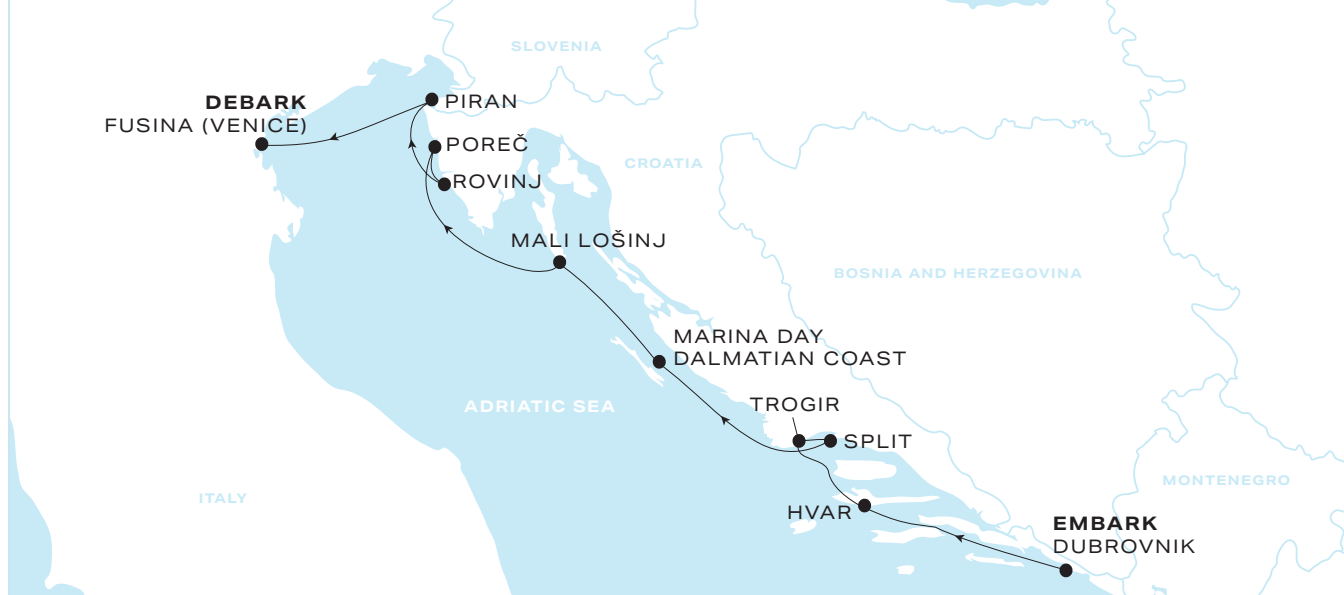 SLOVENIA
DEBARK
FUSINA (VENICE)
PIRAN
POREČ
CROATIA
ROVINJ
MALI LOŠINJ
BOSNIA AND HERZEGOVINA
MARINA DAY
DALMATIAN COAST
ADRIATIC SEA
TROGIR
SPLIT
MONTENEGRO
ITALY
HVAR
EMBARK
DUBROVNIK